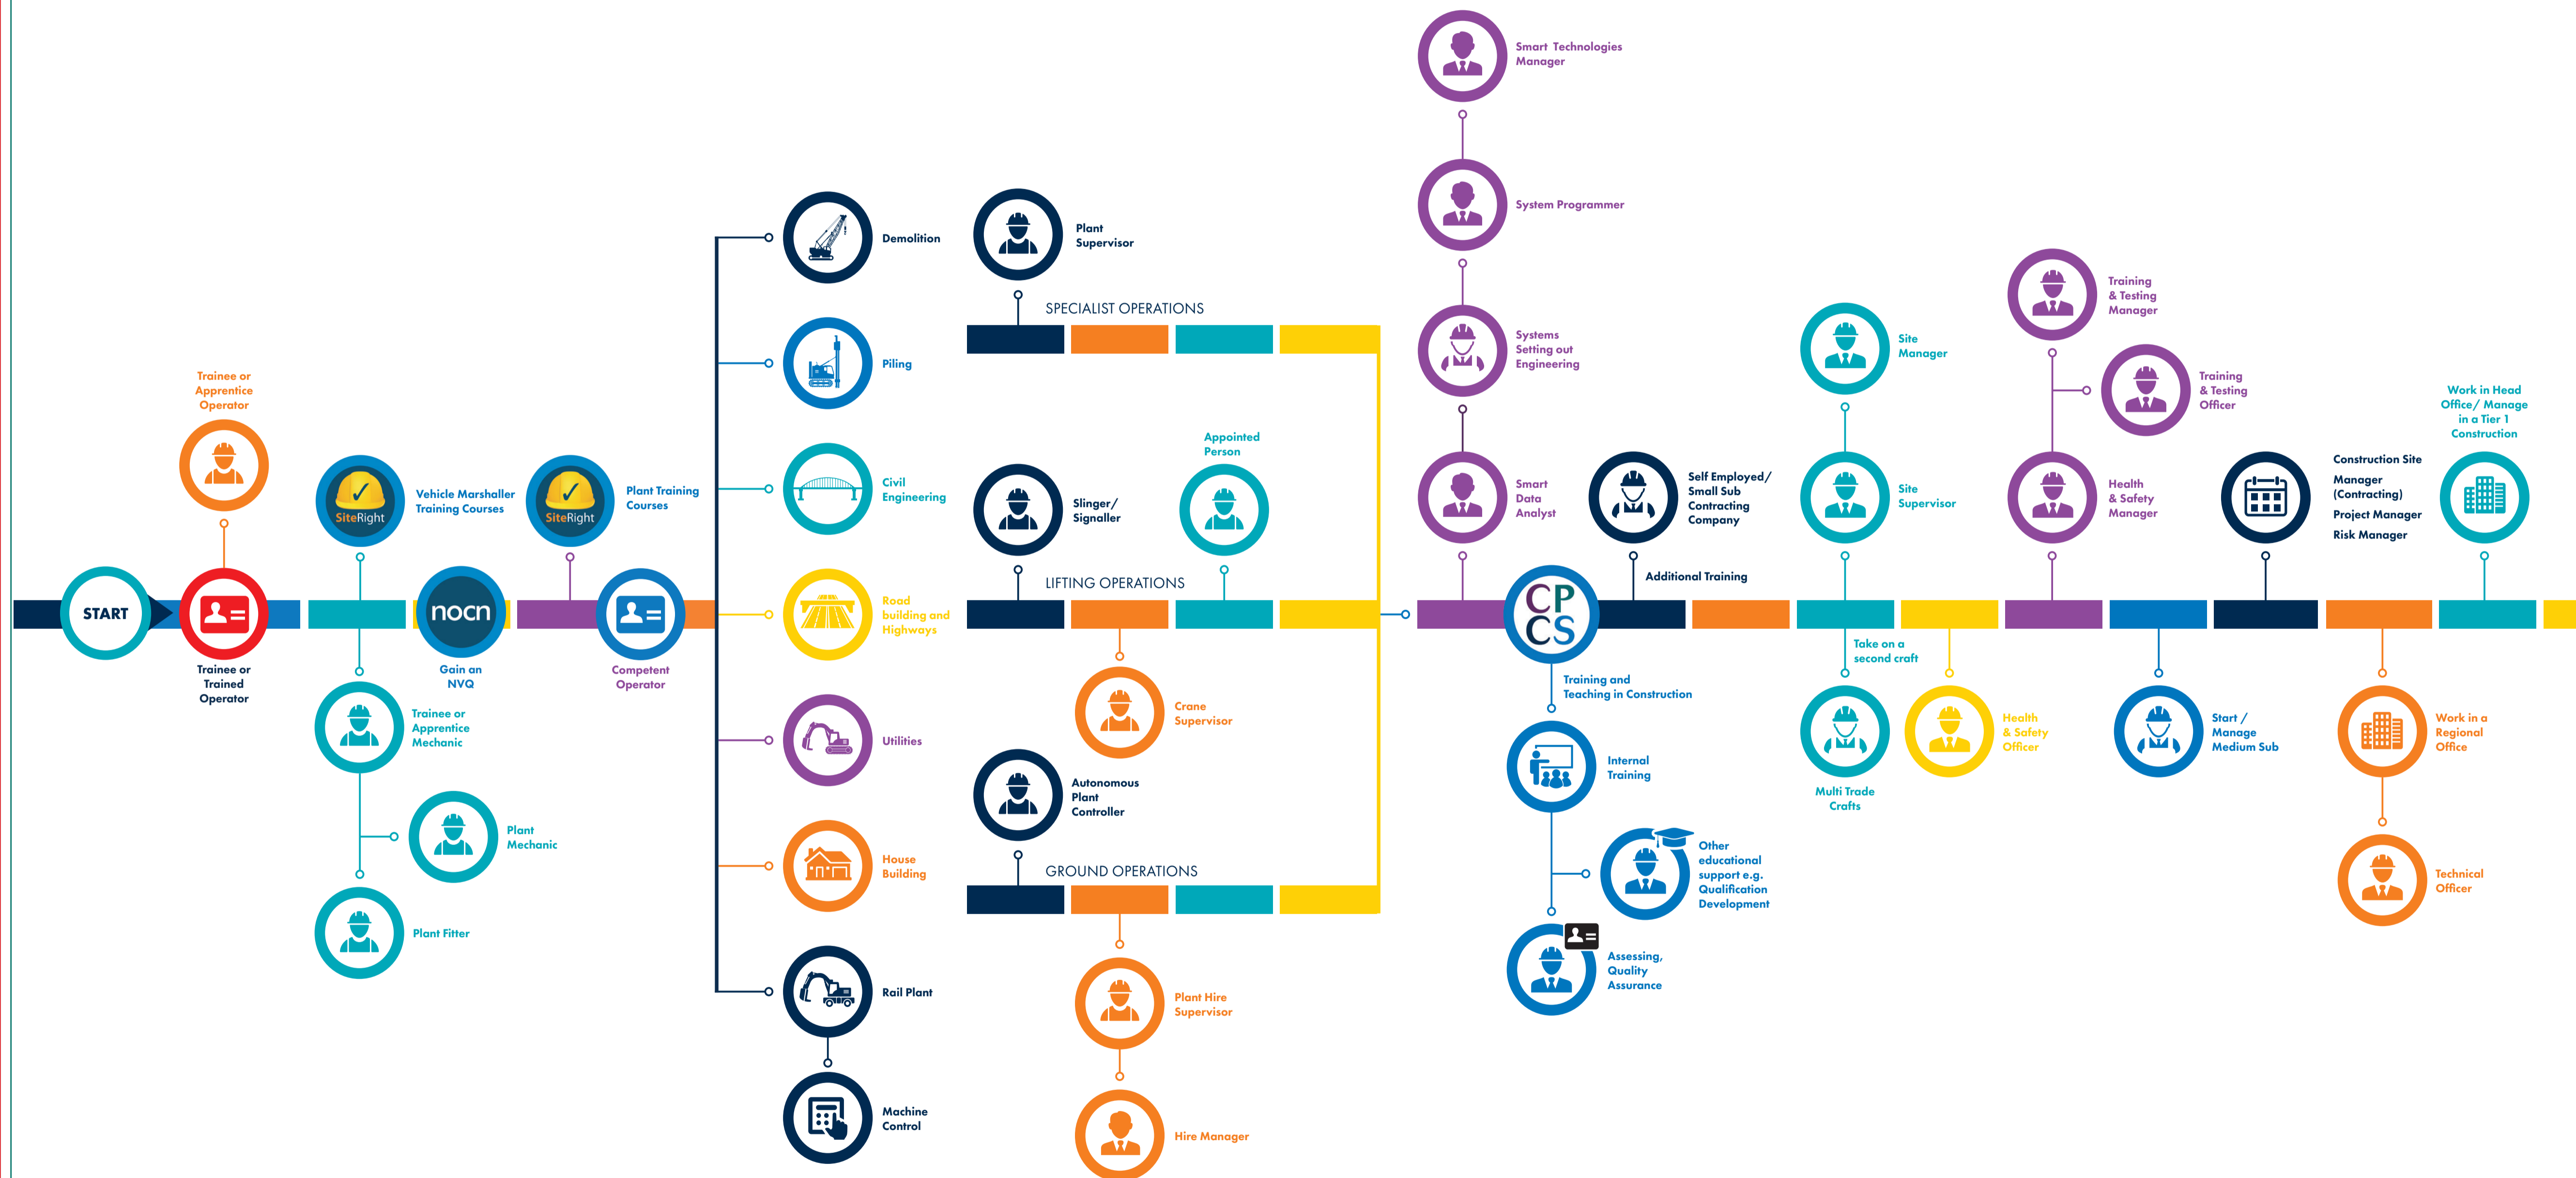 START
Trainee or
Apprentice
Operator
Trainee or
Trained
Operator
SiteRight
Vehicle Marshaller
Training Courses
Trainee or
Apprentice
Mechanic
Plant
Mechanic
Plant Fitter
nocn
Gain an
NVQ
SiteRight
Plant Training
Courses
Competent
Operator
Demolition
Piling
Civil
Engineering
Road
building and
Highways
Utilities
House
Building
Rail Plant
Machine
Control
Plant
Supervisor
SPECIALIST OPERATIONS
Slinger/
Signaller
Appointed
Person
LIFTING OPERATIONS
Crane
Supervisor
Autonomous
Plant
Controller
GROUND OPERATIONS
Plant Hire
Supervisor
Hire Manager
Smart Technologies
Manager
System Programmer
Systems
Setting out
Engineering
Smart
Data
Analyst
CP
CS
Training and
Teaching in Construction
Internal
Training
Other
educational
support e.g.
Qualification
Development
Assessing,
Quality
Assurance
Self Employed/
Small Sub
Contracting
Company
Additional Training
Site
Manager
Site
Supervisor
Take on a
second craft
Multi Trade
Crafts
Health
& Safety
Officer
Training
& Testing
Manager
Training
& Testing
Officer
Health
& Safety
Manager
Start /
Manage
Medium Sub
Construction Site
Manager
(Contracting)
Project Manager
Risk Manager
Work in a
Regional
Office
Technical
Officer
Work in Head
Office/ Manage
in a Tier 1
Construction